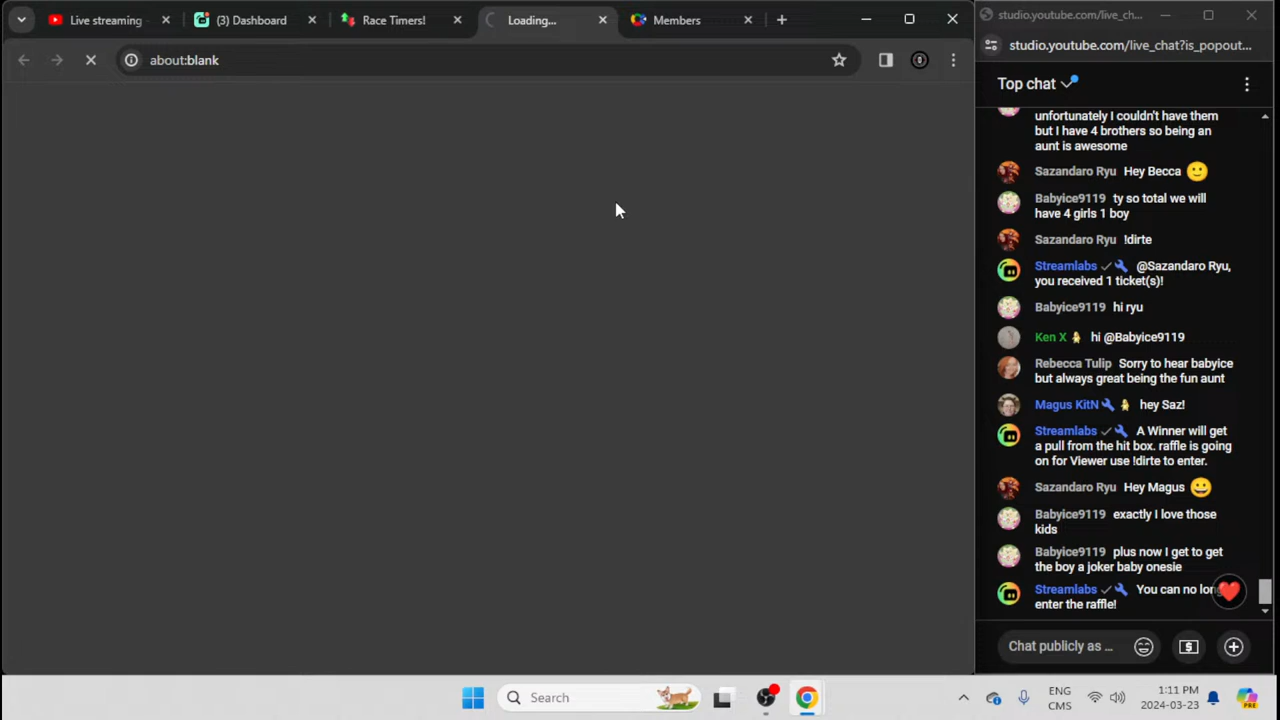 Live streaming
(3) Dashboard
Race Timers!
Loading...
Members
about:blank
studio.youtube.com/live_ch...
studio.youtube.com/live_chat?is_popout...
Top chat
unfortunately I couldn't have them
but I have 4 brothers so being an
aunt is awesome
Sazandaro Ryu Hey Becca
Babyice9119 ty so total we will
have 4 girls 1 boy
Sazandaro Ryu !dirte
Streamlabs @Sazandaro Ryu,
you received 1 ticket(s)!
Babyice9119 hi ryu
Ken X hi @Babyice9119
Rebecca Tulip Sorry to hear babyice
but always great being the fun aunt
Magus KitN hey Saz!
Streamlabs A Winner will get
a pull from the hit box. raffle is going
on for Viewer use !dirte to enter.
Sazandaro Ryu Hey Magus
Babyice9119 exactly I love those
kids
Babyice9119 plus now I get to get
the boy a joker baby onesie
Streamlabs You can no
enter the raffle!
Chat publicly as ...
Search
ENG
CMS
1:11 PM
2024-03-23
PRE